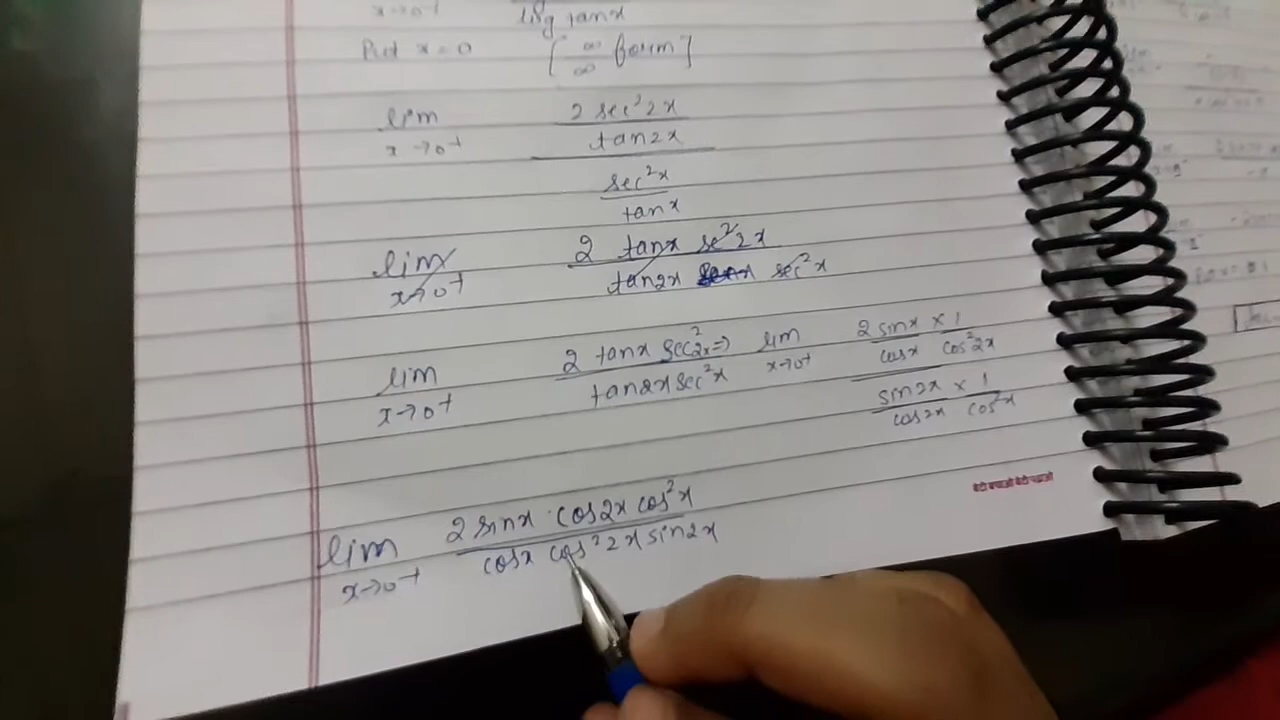 x→0+ log tanx
Put x=0 [∞/∞ form]
lim 2 sec²2x
x→0+ tan2x
sec²x
tanx
lim 2 tanx sec²2x
x→0+ tan2x sec²x
lim 2 tanx sec²2x => lim 2 sinx × 1
x→0+ tan2x sec²x x→0+ cosx cos²2x
sin2x × 1
cos2x cos²x
बेटी बचाओ बेटी पढ़ाओ
lim 2 sinx · cos2x cos²x
x→0+ cosx cos²2x sin2x